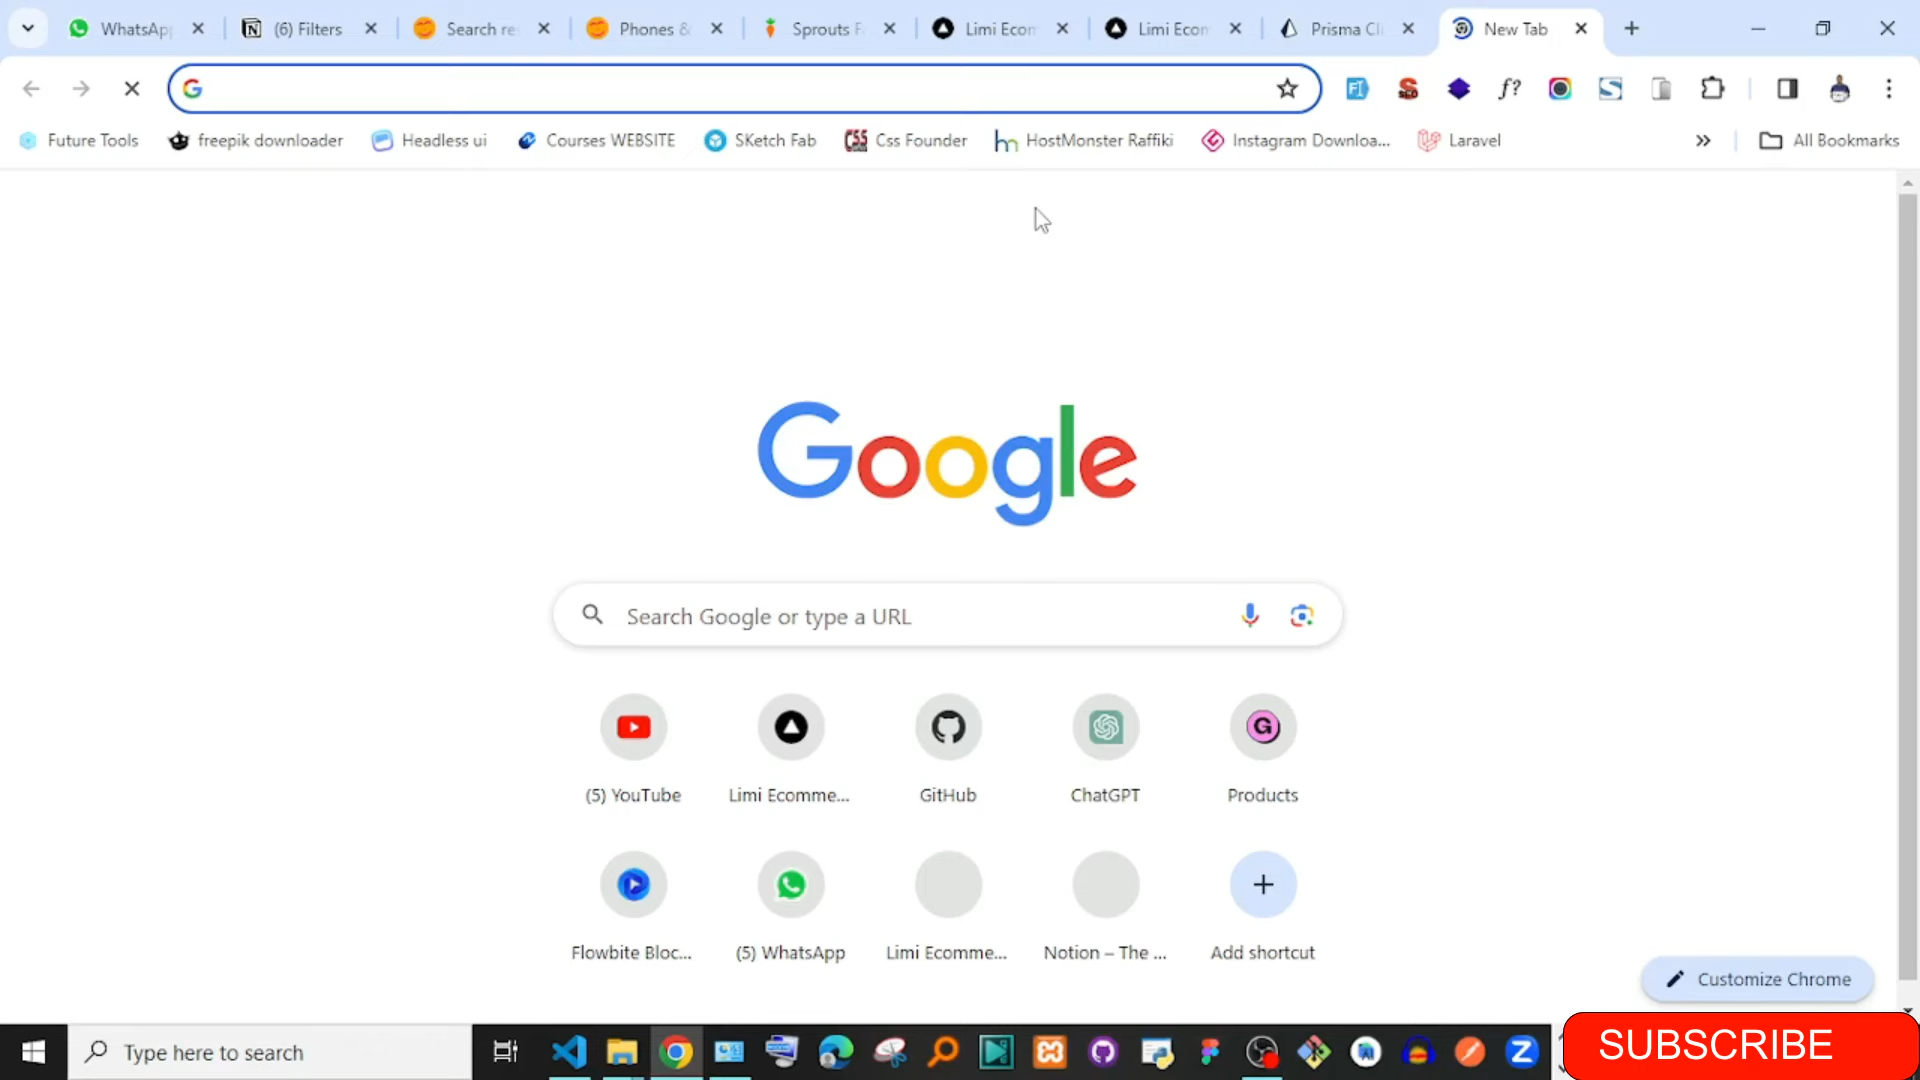 WhatsApp
(6) Filters
Search re
Phones &
Sprouts F
Limi Econ
Limi Econ
Prisma Cli
New Tab
Future Tools
freepik downloader
Headless ui
Courses WEBSITE
SKetch Fab
CSS
Css Founder
HostMonster Raffiki
Instagram Downloa...
Laravel
All Bookmarks
Google
Search Google or type a URL
(5) YouTube
Limi Ecomme...
GitHub
ChatGPT
Products
Flowbite Bloc...
(5) WhatsApp
Limi Ecomme...
Notion – The ...
Add shortcut
Customize Chrome
Type here to search
SUBSCRIBE